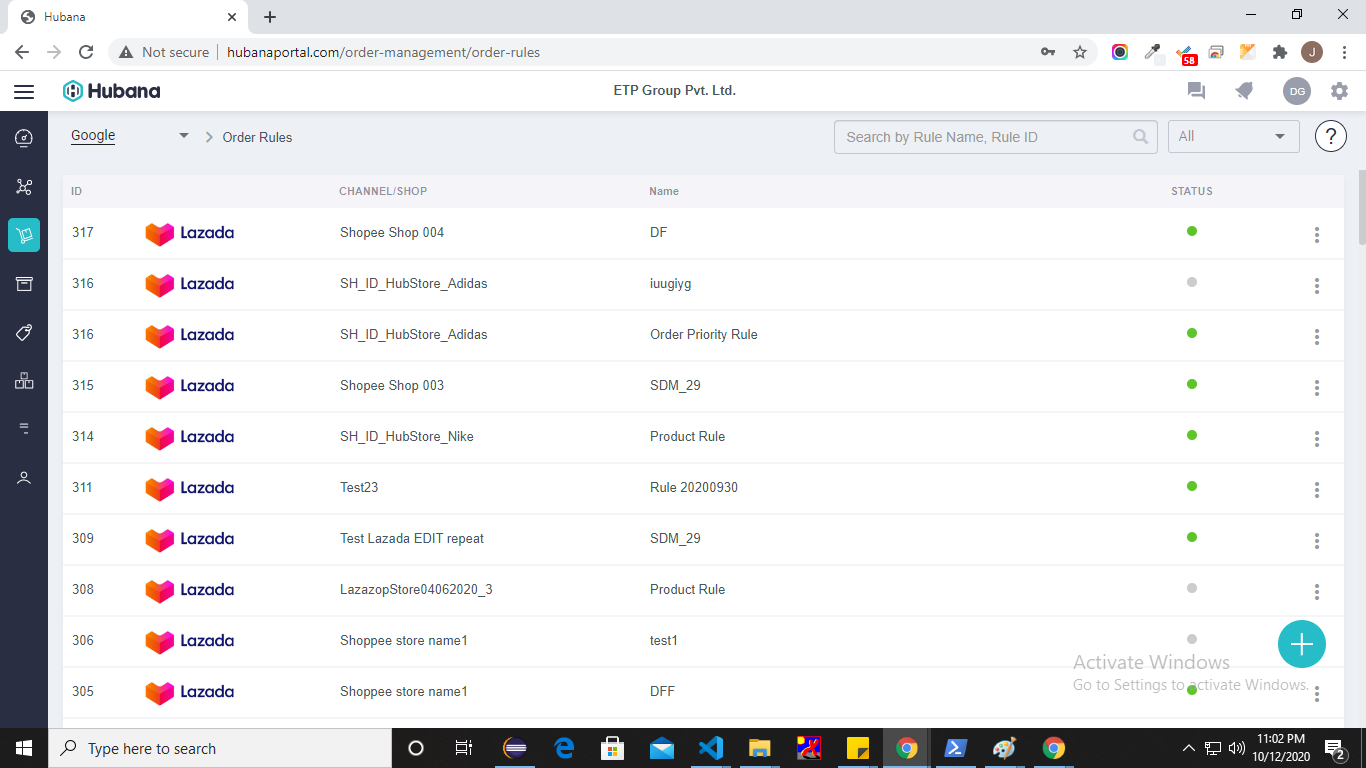 Hubana
Not secure hubanaportal.com/order-management/order-rules
58
J
Hubana
ETP Group Pvt. Ltd.
DG
Google
Order Rules
Search by Rule Name, Rule ID
All
?
ID CHANNEL/SHOP Name STATUS
317 Lazada Shopee Shop 004 DF
316 Lazada SH_ID_HubStore_Adidas iuugiyg
316 Lazada SH_ID_HubStore_Adidas Order Priority Rule
315 Lazada Shopee Shop 003 SDM_29
314 Lazada SH_ID_HubStore_Nike Product Rule
311 Lazada Test23 Rule 20200930
309 Lazada Test Lazada EDIT repeat SDM_29
308 Lazada LazazopStore04062020_3 Product Rule
306 Lazada Shoppee store name1 test1
305 Lazada Shoppee store name1 DFF
Activate Windows
Go to Settings to activate Windows.
Type here to search
11:02 PM
10/12/2020
2